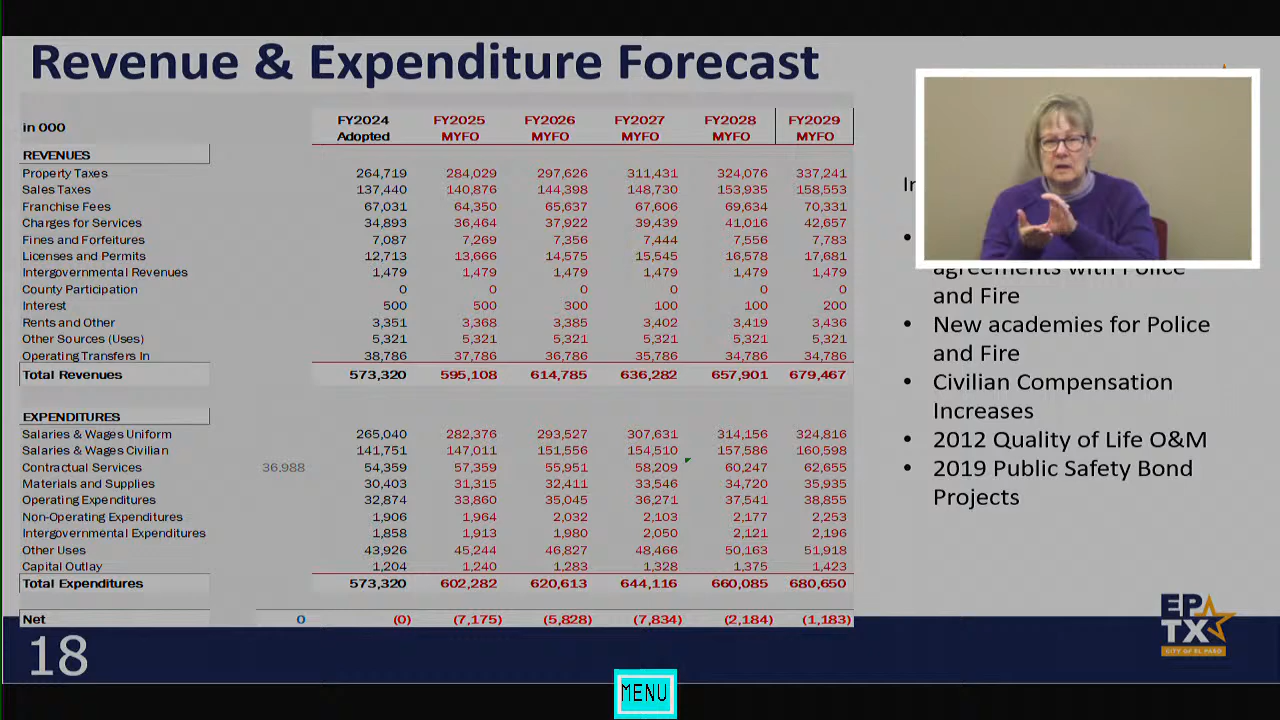 Revenue & Expenditure Forecast
in 000 FY2024 Adopted FY2025 MYFO FY2026 MYFO FY2027 MYFO FY2028 MYFO FY2029 MYFO
REVENUES
Property Taxes 264,719 284,029 297,626 311,431 324,076 337,241
Sales Taxes 137,440 140,876 144,398 148,730 153,935 158,553
Franchise Fees 67,031 64,350 65,637 67,606 69,634 70,331
Charges for Services 34,893 36,464 37,922 39,439 41,016 42,657
Fines and Forfeitures 7,087 7,269 7,356 7,444 7,556 7,783
Licenses and Permits 12,713 13,666 14,575 15,545 16,578 17,681
Intergovernmental Revenues 1,479 1,479 1,479 1,479 1,479 1,479
County Participation 0 0 0 0 0 0
Interest 500 500 300 100 100 200
Rents and Other 3,351 3,368 3,385 3,402 3,419 3,436
Other Sources (Uses) 5,321 5,321 5,321 5,321 5,321 5,321
Operating Transfers In 38,786 37,786 36,786 35,786 34,786 34,786
Total Revenues 573,320 595,108 614,785 636,282 657,901 679,467
EXPENDITURES
Salaries & Wages Uniform 265,040 282,376 293,527 307,631 314,156 324,816
Salaries & Wages Civilian 141,751 147,011 151,556 154,510 157,586 160,598
Contractual Services 36,988 54,359 57,359 55,951 58,209 60,247 62,655
Materials and Supplies 30,403 31,315 32,411 33,546 34,720 35,935
Operating Expenditures 32,874 33,860 35,045 36,271 37,541 38,855
Non-Operating Expenditures 1,906 1,964 2,032 2,103 2,177 2,253
Intergovernmental Expenditures 1,858 1,913 1,980 2,050 2,121 2,196
Other Uses 43,926 45,244 46,827 48,466 50,163 51,918
Capital Outlay 1,204 1,240 1,283 1,328 1,375 1,423
Total Expenditures 573,320 602,282 620,613 644,116 660,085 680,650
Net 0 (0) (7,175) (5,828) (7,834) (2,184) (1,183)
agreements with Police
and Fire
• New academies for Police
and Fire
• Civilian Compensation
Increases
• 2012 Quality of Life O&M
• 2019 Public Safety Bond
Projects
EP
TX
CITY OF EL PASO
18
MENU